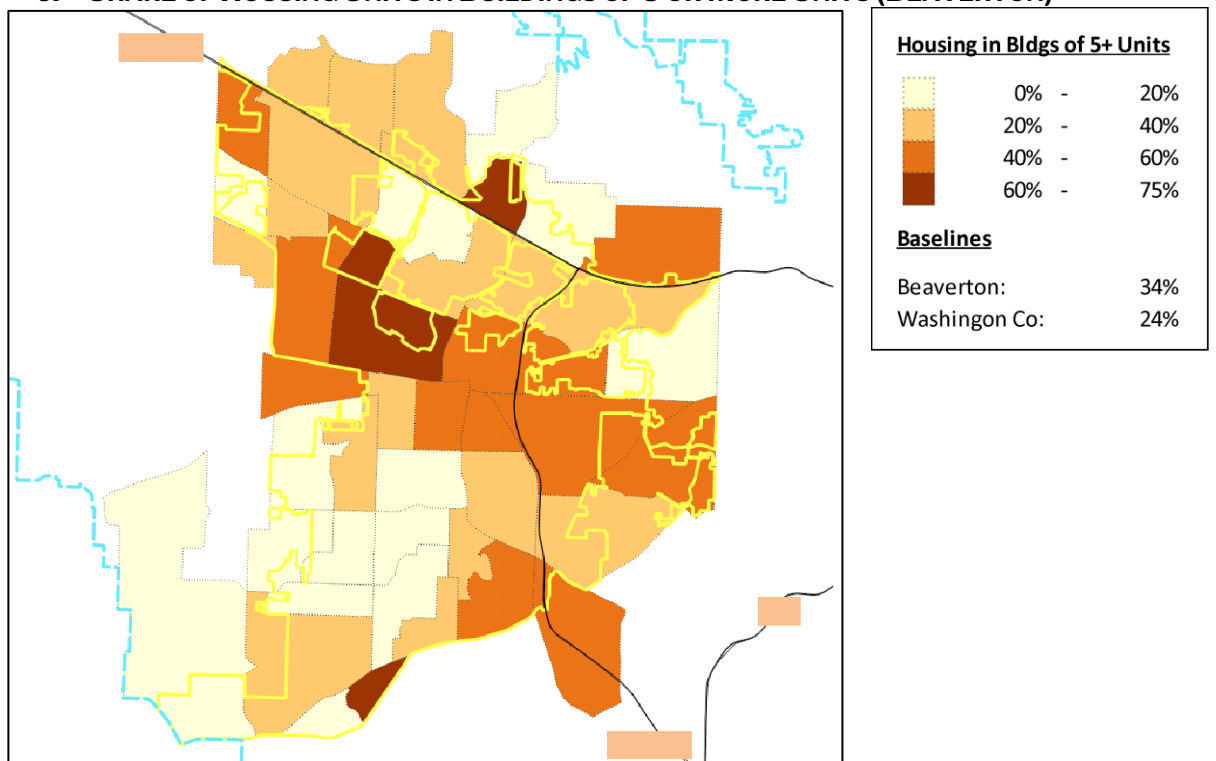 Housing in Bldgs of 5+ Units
0% - 20%
20% - 40%
40% - 60%
60% - 75%
Baselines
Beaverton: 34%
Washingon Co: 24%